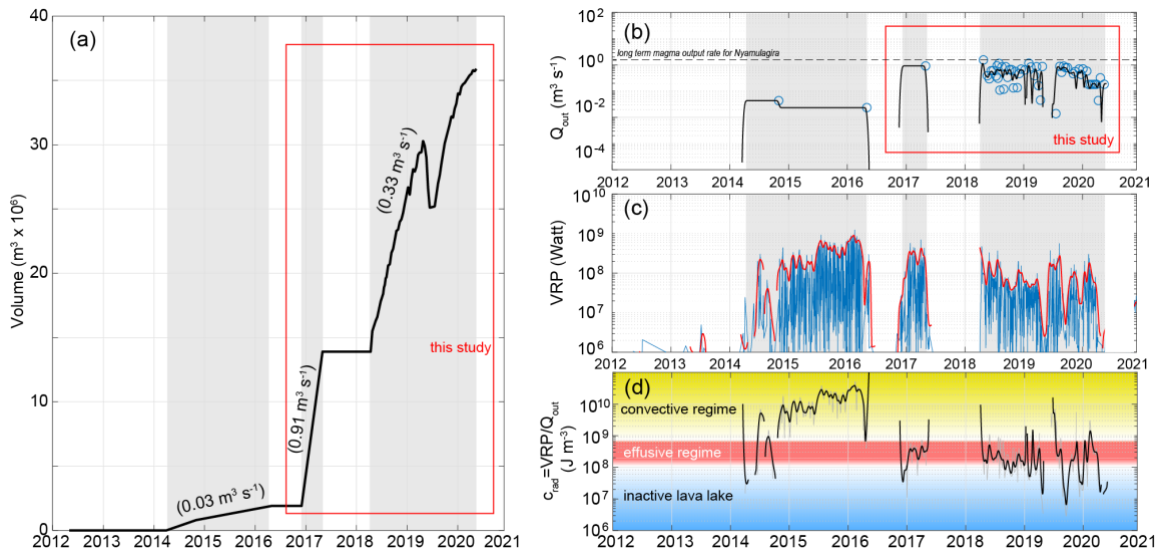 (a)
40
30
20
10
0
Volume (m³ x 10⁶)
(0.03 m³ s⁻¹)
(0.91 m³ s⁻¹)
(0.33 m³ s⁻¹)
this study
2012 2013 2014 2015 2016 2017 2018 2019 2020 2021
(b)
10²
10⁰
10⁻²
10⁻⁴
Q_out (m³ s⁻¹)
long term magma output rate for Nyamulagira
this study
2012 2013 2014 2015 2016 2017 2018 2019 2020 2021
(c)
10¹⁰
10⁹
10⁸
10⁷
10⁶
VRP (Watt)
2012 2013 2014 2015 2016 2017 2018 2019 2020 2021
(d)
10¹⁰
10⁹
10⁸
10⁷
10⁶
c_rad=VRP/Q_out
(J m⁻³)
convective regime
effusive regime
inactive lava lake
2012 2013 2014 2015 2016 2017 2018 2019 2020 2021